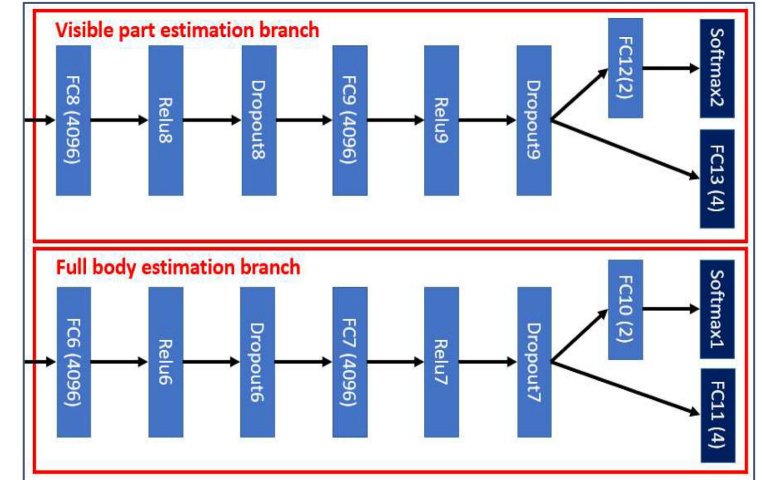 Visible part estimation branch
FC8 (4096)
Relu8
Dropout8
FC9 (4096)
Relu9
Dropout9
FC12(2)
Softmax2
FC13 (4)
Full body estimation branch
FC6 (4096)
Relu6
Dropout6
FC7 (4096)
Relu7
Dropout7
FC10 (2)
Softmax1
FC11 (4)